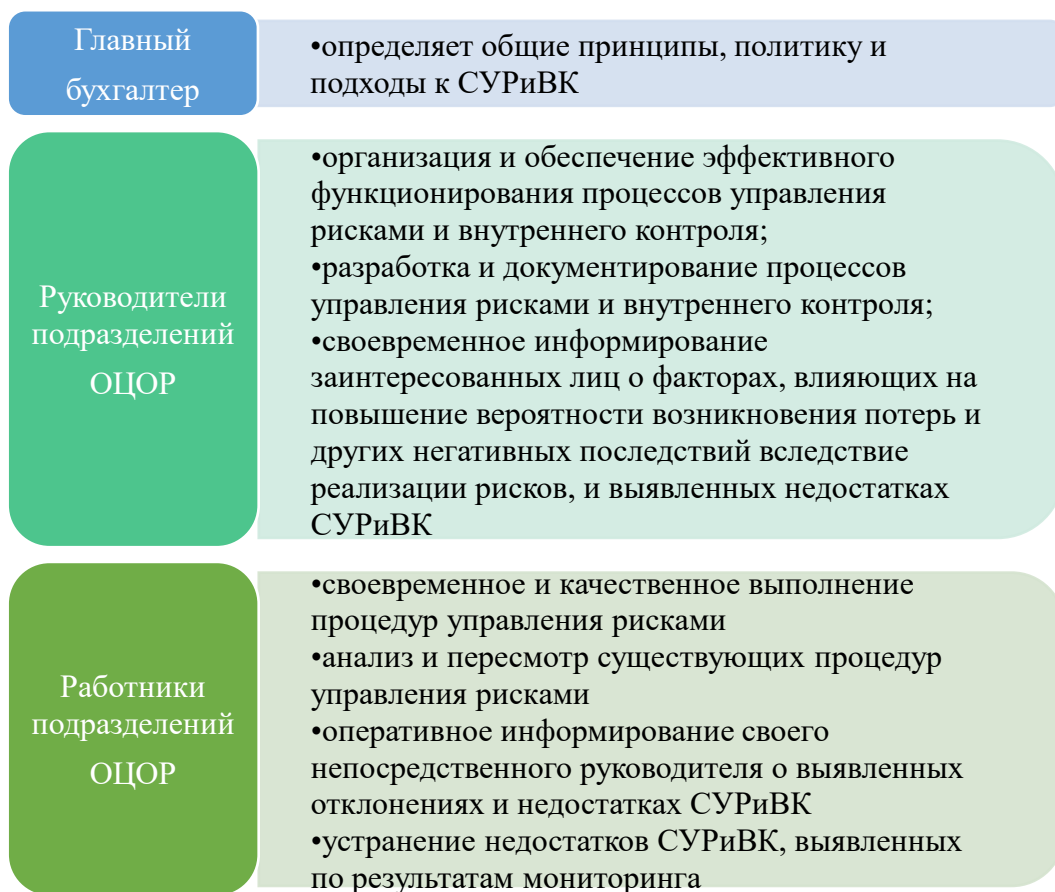 Главный
бухгалтер
•определяет общие принципы, политику и
подходы к СУРиВК
Руководители
подразделений
ОЦОР
•организация и обеспечение эффективного
функционирования процессов управления
рисками и внутреннего контроля;
•разработка и документирование процессов
управления рисками и внутреннего контроля;
•своевременное информирование
заинтересованных лиц о факторах, влияющих на
повышение вероятности возникновения потерь и
других негативных последствий вследствие
реализации рисков, и выявленных недостатках
СУРиВК
Работники
подразделений
ОЦОР
•своевременное и качественное выполнение
процедур управления рисками
•анализ и пересмотр существующих процедур
управления рисками
•оперативное информирование своего
непосредственного руководителя о выявленных
отклонениях и недостатках СУРиВК
•устранение недостатков СУРиВК, выявленных
по результатам мониторинга